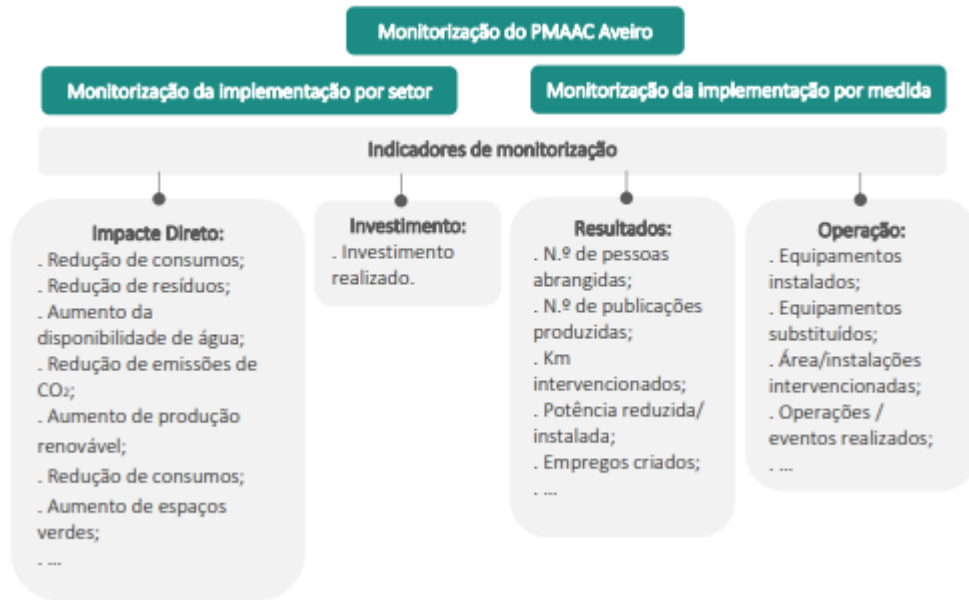 Monitorização do PMAAC Aveiro
Monitorização da implementação por setor
Monitorização da implementação por medida
Indicadores de monitorização
Impacte Direto:
. Redução de consumos;
. Redução de resíduos;
. Aumento da
disponibilidade de água;
. Redução de emissões de
CO₂;
. Aumento de produção
renovável;
. Redução de consumos;
. Aumento de espaços
verdes;
. ...
Investimento:
. Investimento
realizado.
Resultados:
. N.º de pessoas
abrangidas;
. N.º de publicações
produzidas;
. Km
intervencionados;
. Potência reduzida/
instalada;
. Empregos criados;
. ...
Operação:
. Equipamentos
instalados;
. Equipamentos
substituídos;
. Área/instalações
intervencionadas;
. Operações /
eventos realizados;
. ...